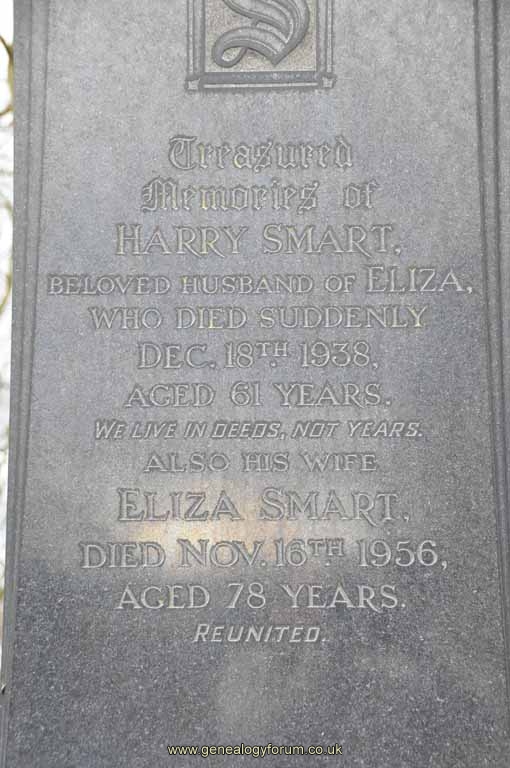 S
Treasured
Memories of
HARRY SMART,
BELOVED HUSBAND OF ELIZA,
WHO DIED SUDDENLY
DEC. 18TH. 1938,
AGED 61 YEARS.
WE LIVE IN DEEDS, NOT YEARS.
ALSO HIS WIFE
ELIZA SMART,
DIED NOV. 16TH. 1956,
AGED 78 YEARS.
REUNITED.
www.genealogyforum.co.uk